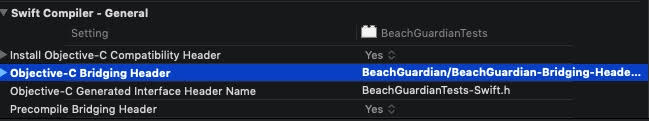 Swift Compiler - General
Setting BeachGuardianTests
Install Objective-C Compatibility Header Yes
Objective-C Bridging Header BeachGuardian/BeachGuardian-Bridging-Heade...
Objective-C Generated Interface Header Name BeachGuardianTests-Swift.h
Precompile Bridging Header Yes